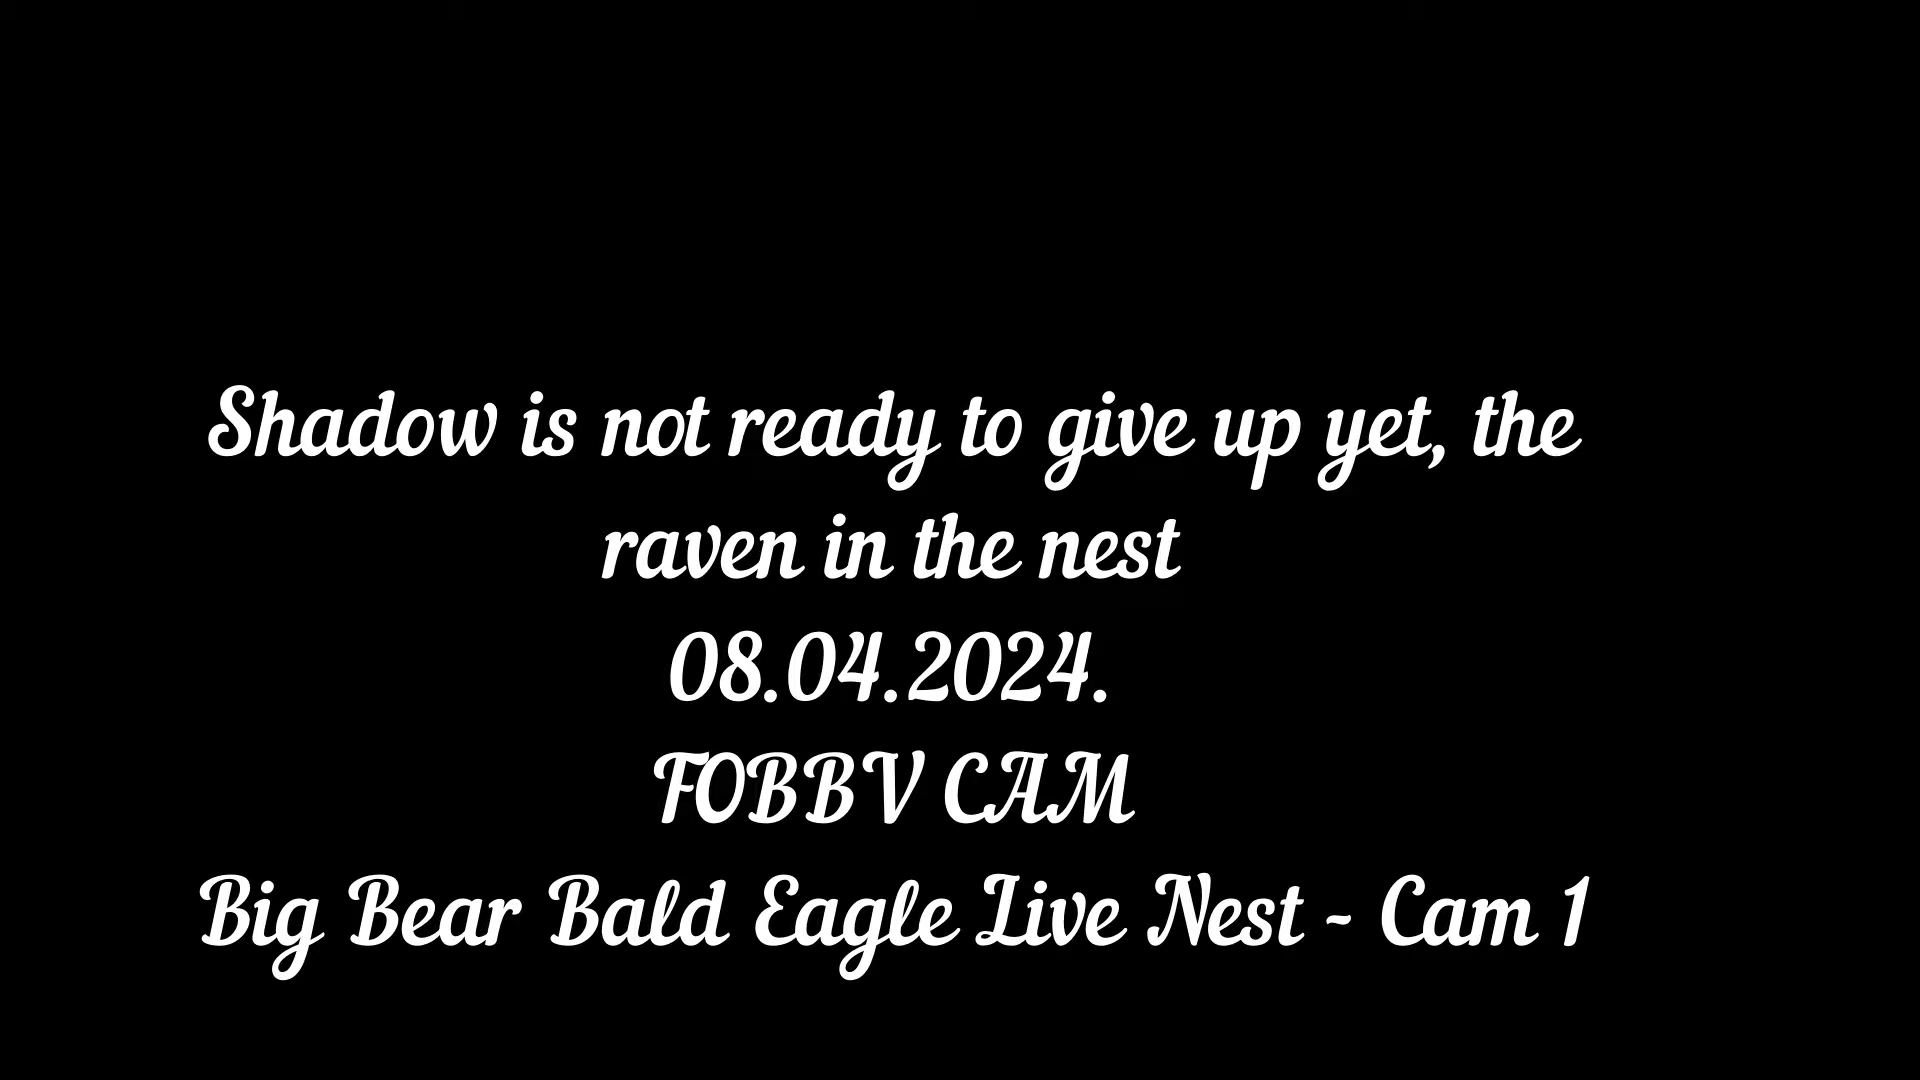 Shadow is not ready to give up yet, the
raven in the nest
08.04.2024.
FOBBV CAM
Big Bear Bald Eagle Live Nest - Cam 1